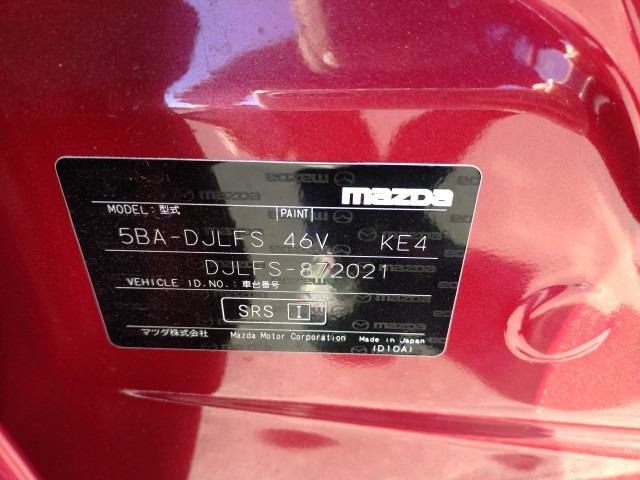 mazda
MODEL:型式 PAINT
5BA-DJLFS 46V KE4
DJLFS-872021
VEHICLE ID.NO.:車台番号
SRS I
マツダ株式会社 Mazda Motor Corporation Made in Japan
(D10A)